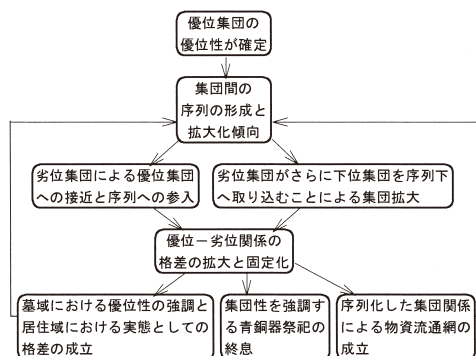 優位集団の
優位性が確定
集団間の
序列の形成と
拡大化傾向
劣位集団による優位集団
への接近と序列への参入
劣位集団がさらに下位集団を序列下
へ取り込むことによる集団拡大
優位－劣位関係の
格差の拡大と固定化
墓域における優位性の強調と
居住域における実態としての
格差の成立
集団性を強調する
青銅器祭祀の
終息
序列化した集団関係
による物資流通網の
成立